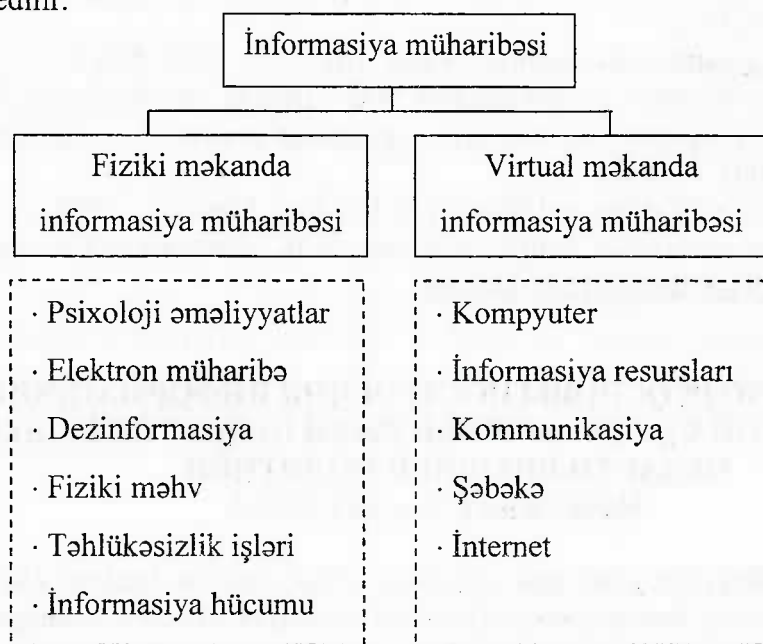 İnformasiya müharibəsi
Fiziki məkanda
informasiya müharibəsi
Virtual məkanda
informasiya müharibəsi
· Psixoloji əməliyyatlar
· Elektron müharibə
· Dezinformasiya
· Fiziki məhv
· Təhlükəsizlik işləri
· İnformasiya hücumu
· Kompyuter
· İnformasiya resursları
· Kommunikasiya
· Şəbəkə
· İnternet